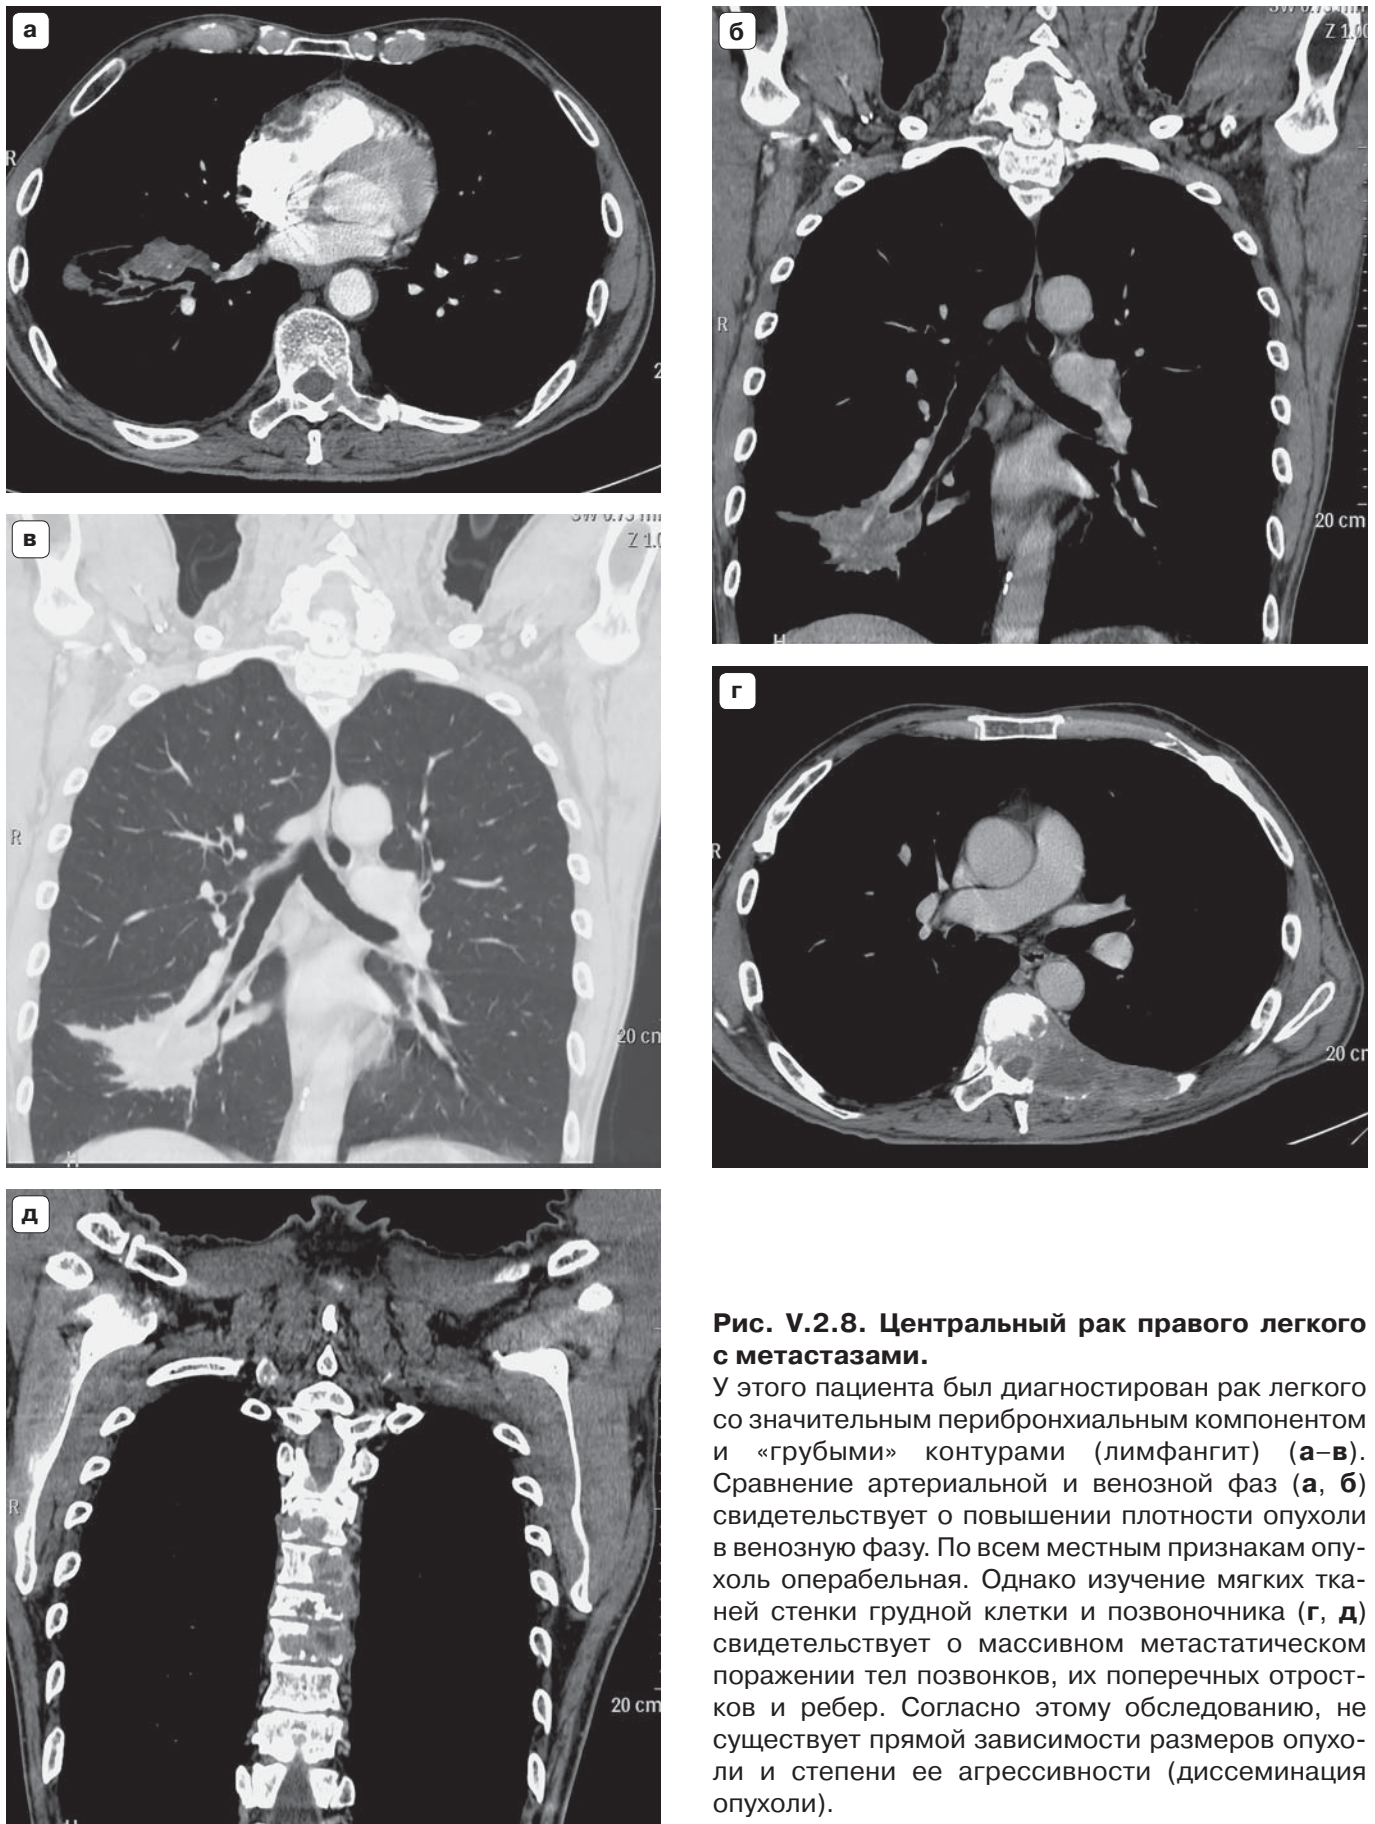 а
R
2
б
Z 1.0
R
20 cm
H
в
Z 1.0
R
20 cm
H
г
R
20 cm
д
R
20 cm
Рис. V.2.8. Центральный рак правого легкого
с метастазами.
У этого пациента был диагностирован рак легкого
со значительным перибронхиальным компонентом
и «грубыми» контурами (лимфангит) (а–в).
Сравнение артериальной и венозной фаз (а, б)
свидетельствует о повышении плотности опухоли
в венозную фазу. По всем местным признакам опу-
холь операбельная. Однако изучение мягких тка-
ней стенки грудной клетки и позвоночника (г, д)
свидетельствует о массивном метастатическом
поражении тел позвонков, их поперечных отрост-
ков и ребер. Согласно этому обследованию, не
существует прямой зависимости размеров опухо-
ли и степени ее агрессивности (диссеминация
опухоли).